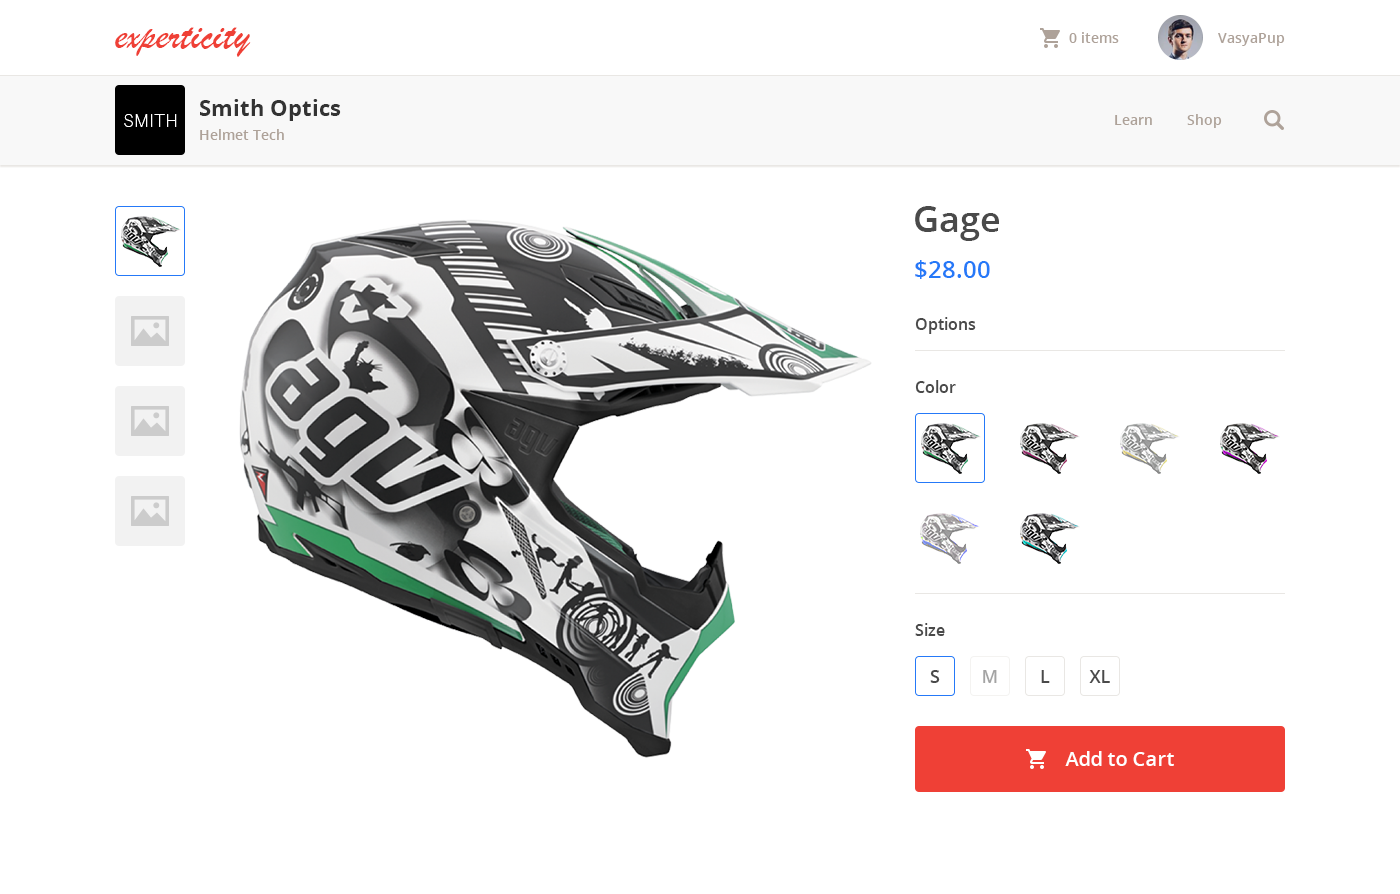 experticity
0 items
VasyaPup
SMITH
Smith Optics
Helmet Tech
Learn
Shop
Gage
$28.00
Options
Color
agv
agv
Size
S
M
L
XL
Add to Cart